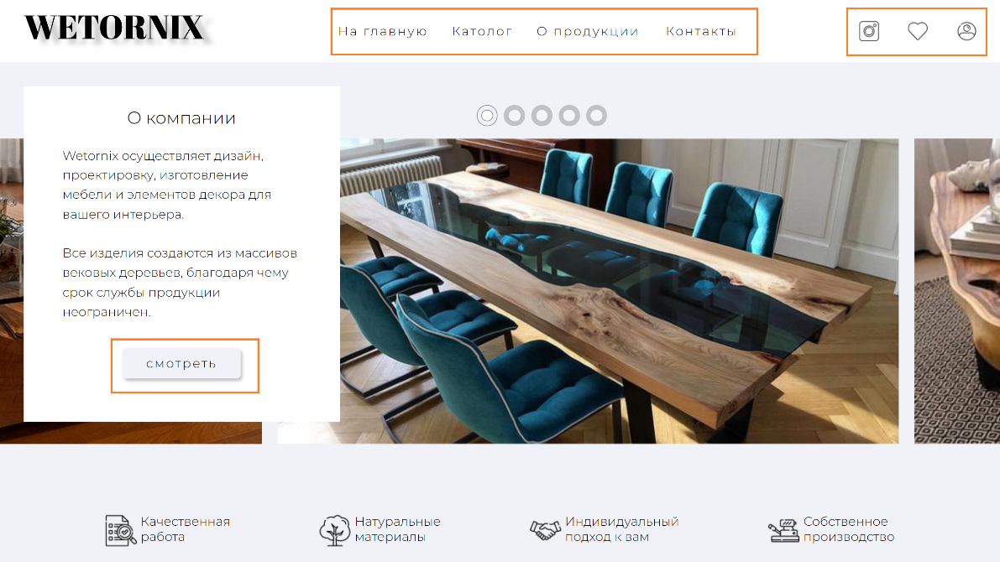 WETORNIX
На главную
Католог
О продукции
Контакты
О компании
Wetornix осуществляет дизайн,
проектировку, изготовление
мебели и элементов декора для
вашего интерьера.
Все изделия создаются из массивов
вековых деревьев, благодаря чему
срок службы продукции
неограничен.
смотреть
Качественная
работа
Натуральные
материалы
Индивидуальный
подход к вам
Собственное
производство